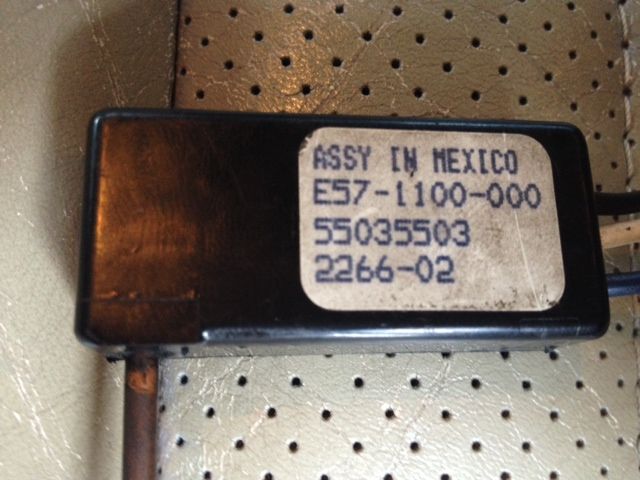 ASSY IN MEXICO
E57-1100-000
55035503
2266-02